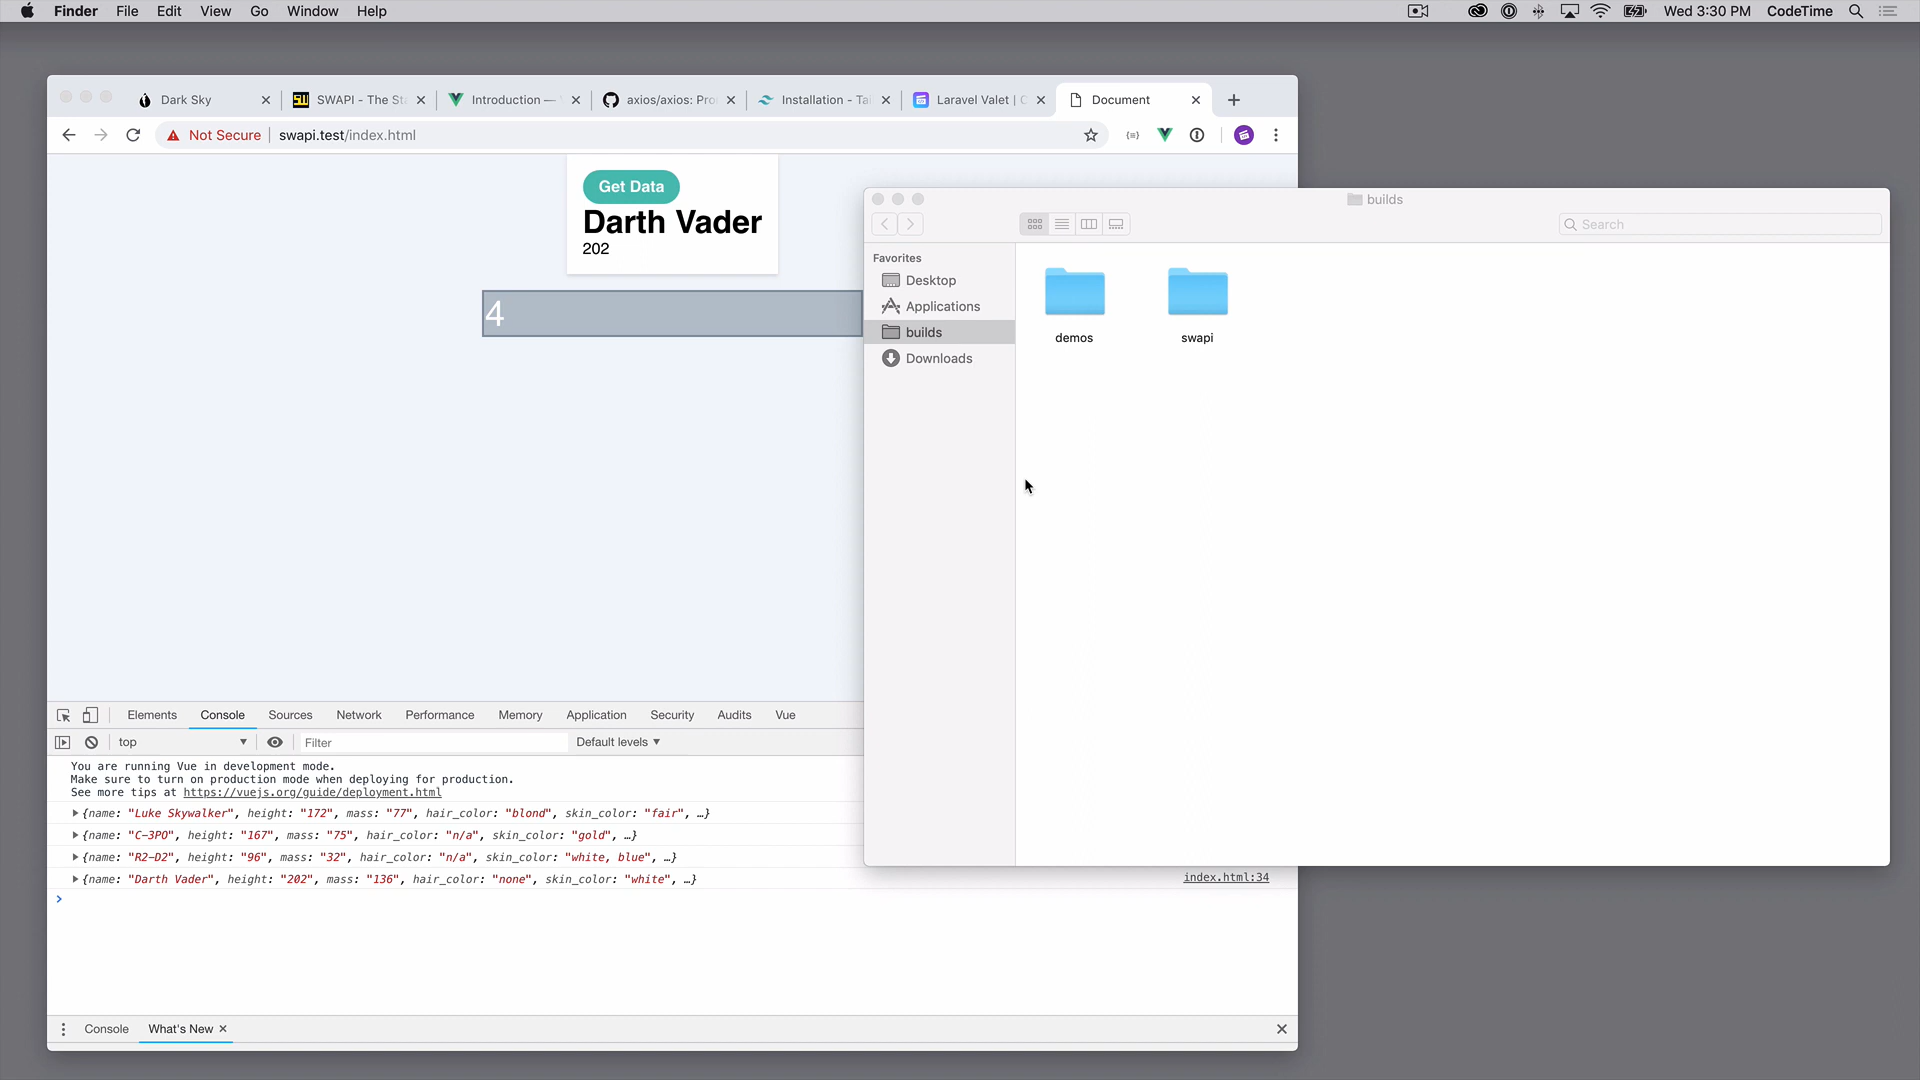 Finder File Edit View Go Window Help
Wed 3:30 PM CodeTime
Dark Sky
SWAPI - The Sta
Introduction —
axios/axios: Pro
Installation - Tai
Laravel Valet | C
Document
Not Secure | swapi.test/index.html
Get Data
Darth Vader
202
4
builds
Search
Favorites
Desktop
Applications
builds
Downloads
demos
swapi
Elements Console Sources Network Performance Memory Application Security Audits Vue
top
Filter
Default levels
You are running Vue in development mode.
Make sure to turn on production mode when deploying for production.
See more tips at https://vuejs.org/guide/deployment.html
{name: "Luke Skywalker", height: "172", mass: "77", hair_color: "blond", skin_color: "fair", …}
{name: "C-3PO", height: "167", mass: "75", hair_color: "n/a", skin_color: "gold", …}
{name: "R2-D2", height: "96", mass: "32", hair_color: "n/a", skin_color: "white, blue", …}
{name: "Darth Vader", height: "202", mass: "136", hair_color: "none", skin_color: "white", …}
index.html:34
Console
What's New